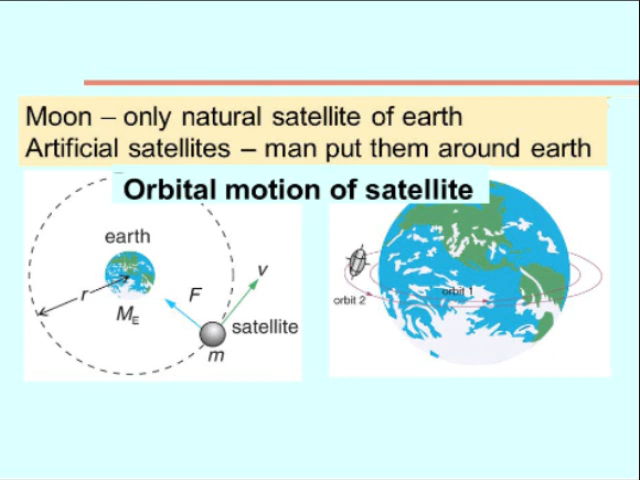 Moon – only natural satellite of earth
Artificial satellites – man put them around earth
Orbital motion of satellite
earth
r
M_E
F
v
satellite
m
orbit 1
orbit 2